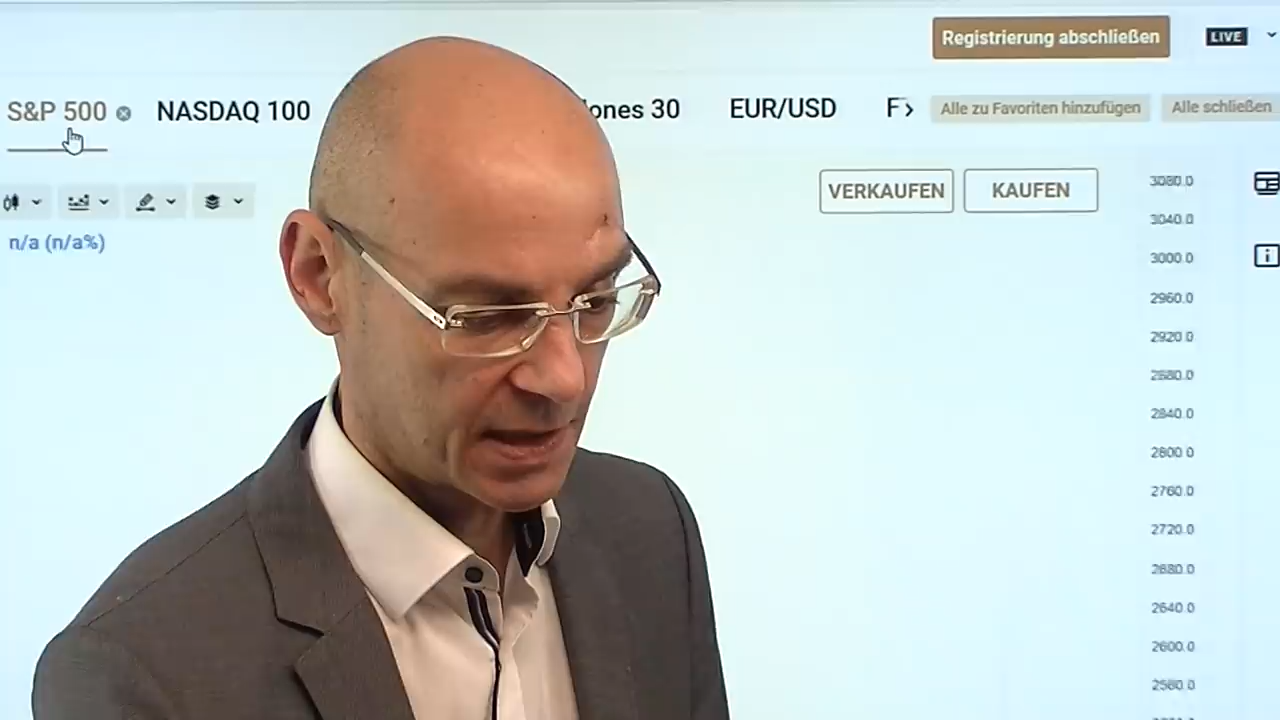 Registrierung abschließen
LIVE
S&P 500
NASDAQ 100
ones 30
EUR/USD
F
Alle zu Favoriten hinzufügen
Alle schließen
VERKAUFEN
KAUFEN
n/a (n/a%)
3080.0
3040.0
3000.0
2960.0
2920.0
2880.0
2840.0
2800.0
2760.0
2720.0
2680.0
2640.0
2600.0
2580.0